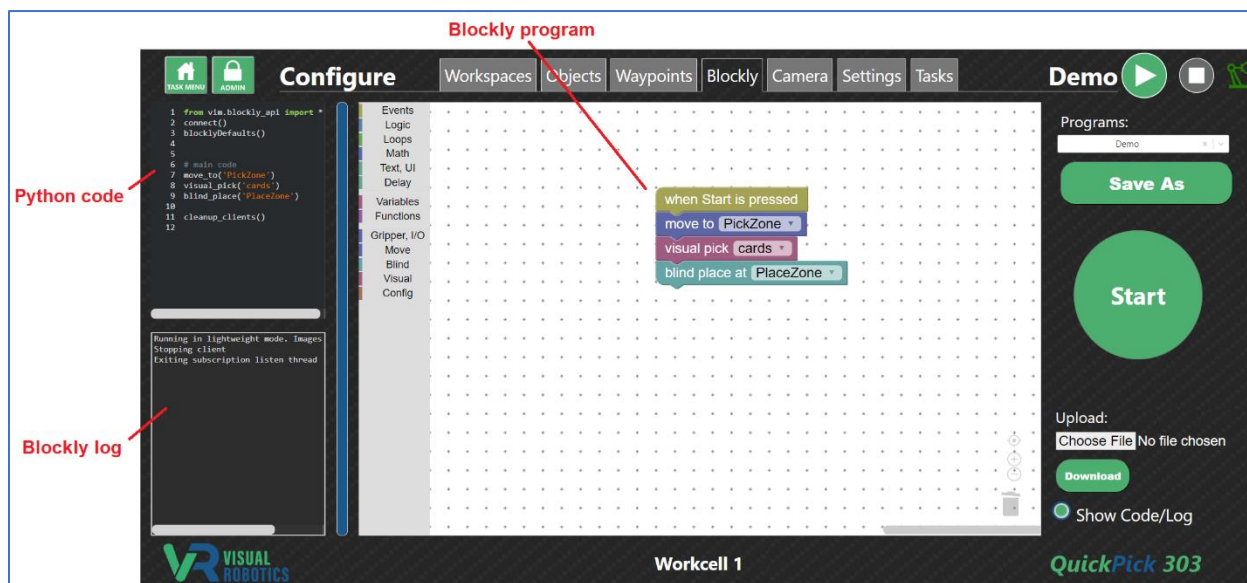 Blockly program
TASK MENU
ADMIN
Configure
Workspaces
Objects
Waypoints
Blockly
Camera
Settings
Tasks
Demo
Python code
1 from vim.blockly_api import *
2 connect()
3 blocklyDefaults()
4
5
6 # main code
7 move_to('PickZone')
8 visual_pick('cards')
9 blind_place('PlaceZone')
10
11 cleanup_clients()
12
Blockly log
Running in lightweight mode. Images
Stopping client
Exiting subscription listen thread
Events
Logic
Loops
Math
Text, UI
Delay
Variables
Functions
Gripper, I/O
Move
Blind
Visual
Config
when Start is pressed
move to PickZone
visual pick cards
blind place at PlaceZone
Programs:
Demo
Save As
Start
Upload:
Choose File No file chosen
Download
Show Code/Log
VR VISUAL
ROBOTICS
Workcell 1
QuickPick 303